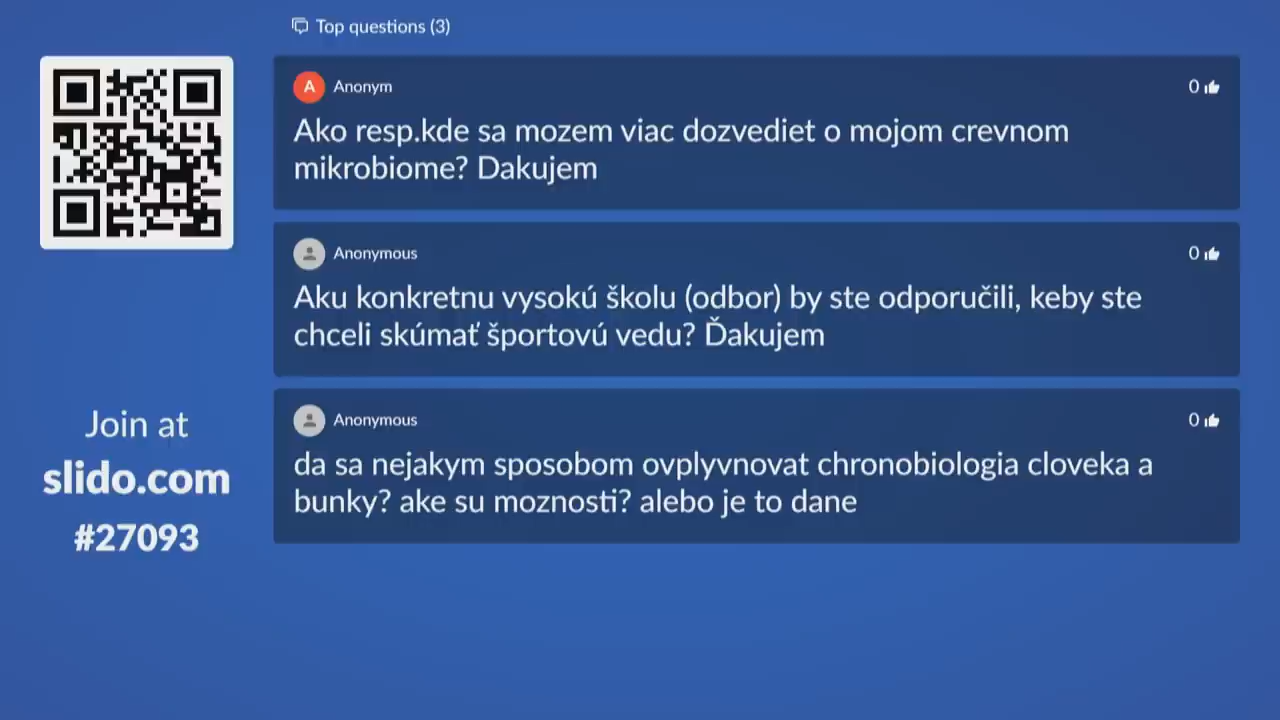 Top questions (3)
A Anonym
0
Ako resp.kde sa mozem viac dozvediet o mojom crevnom
mikrobiome? Dakujem
Anonymous
0
Aku konkretnu vysokú školu (odbor) by ste odporučili, keby ste
chceli skúmať športovú vedu? Ďakujem
Anonymous
0
da sa nejakym sposobom ovplyvnovat chronobiologia cloveka a
bunky? ake su moznosti? alebo je to dane
Join at
slido.com
#27093